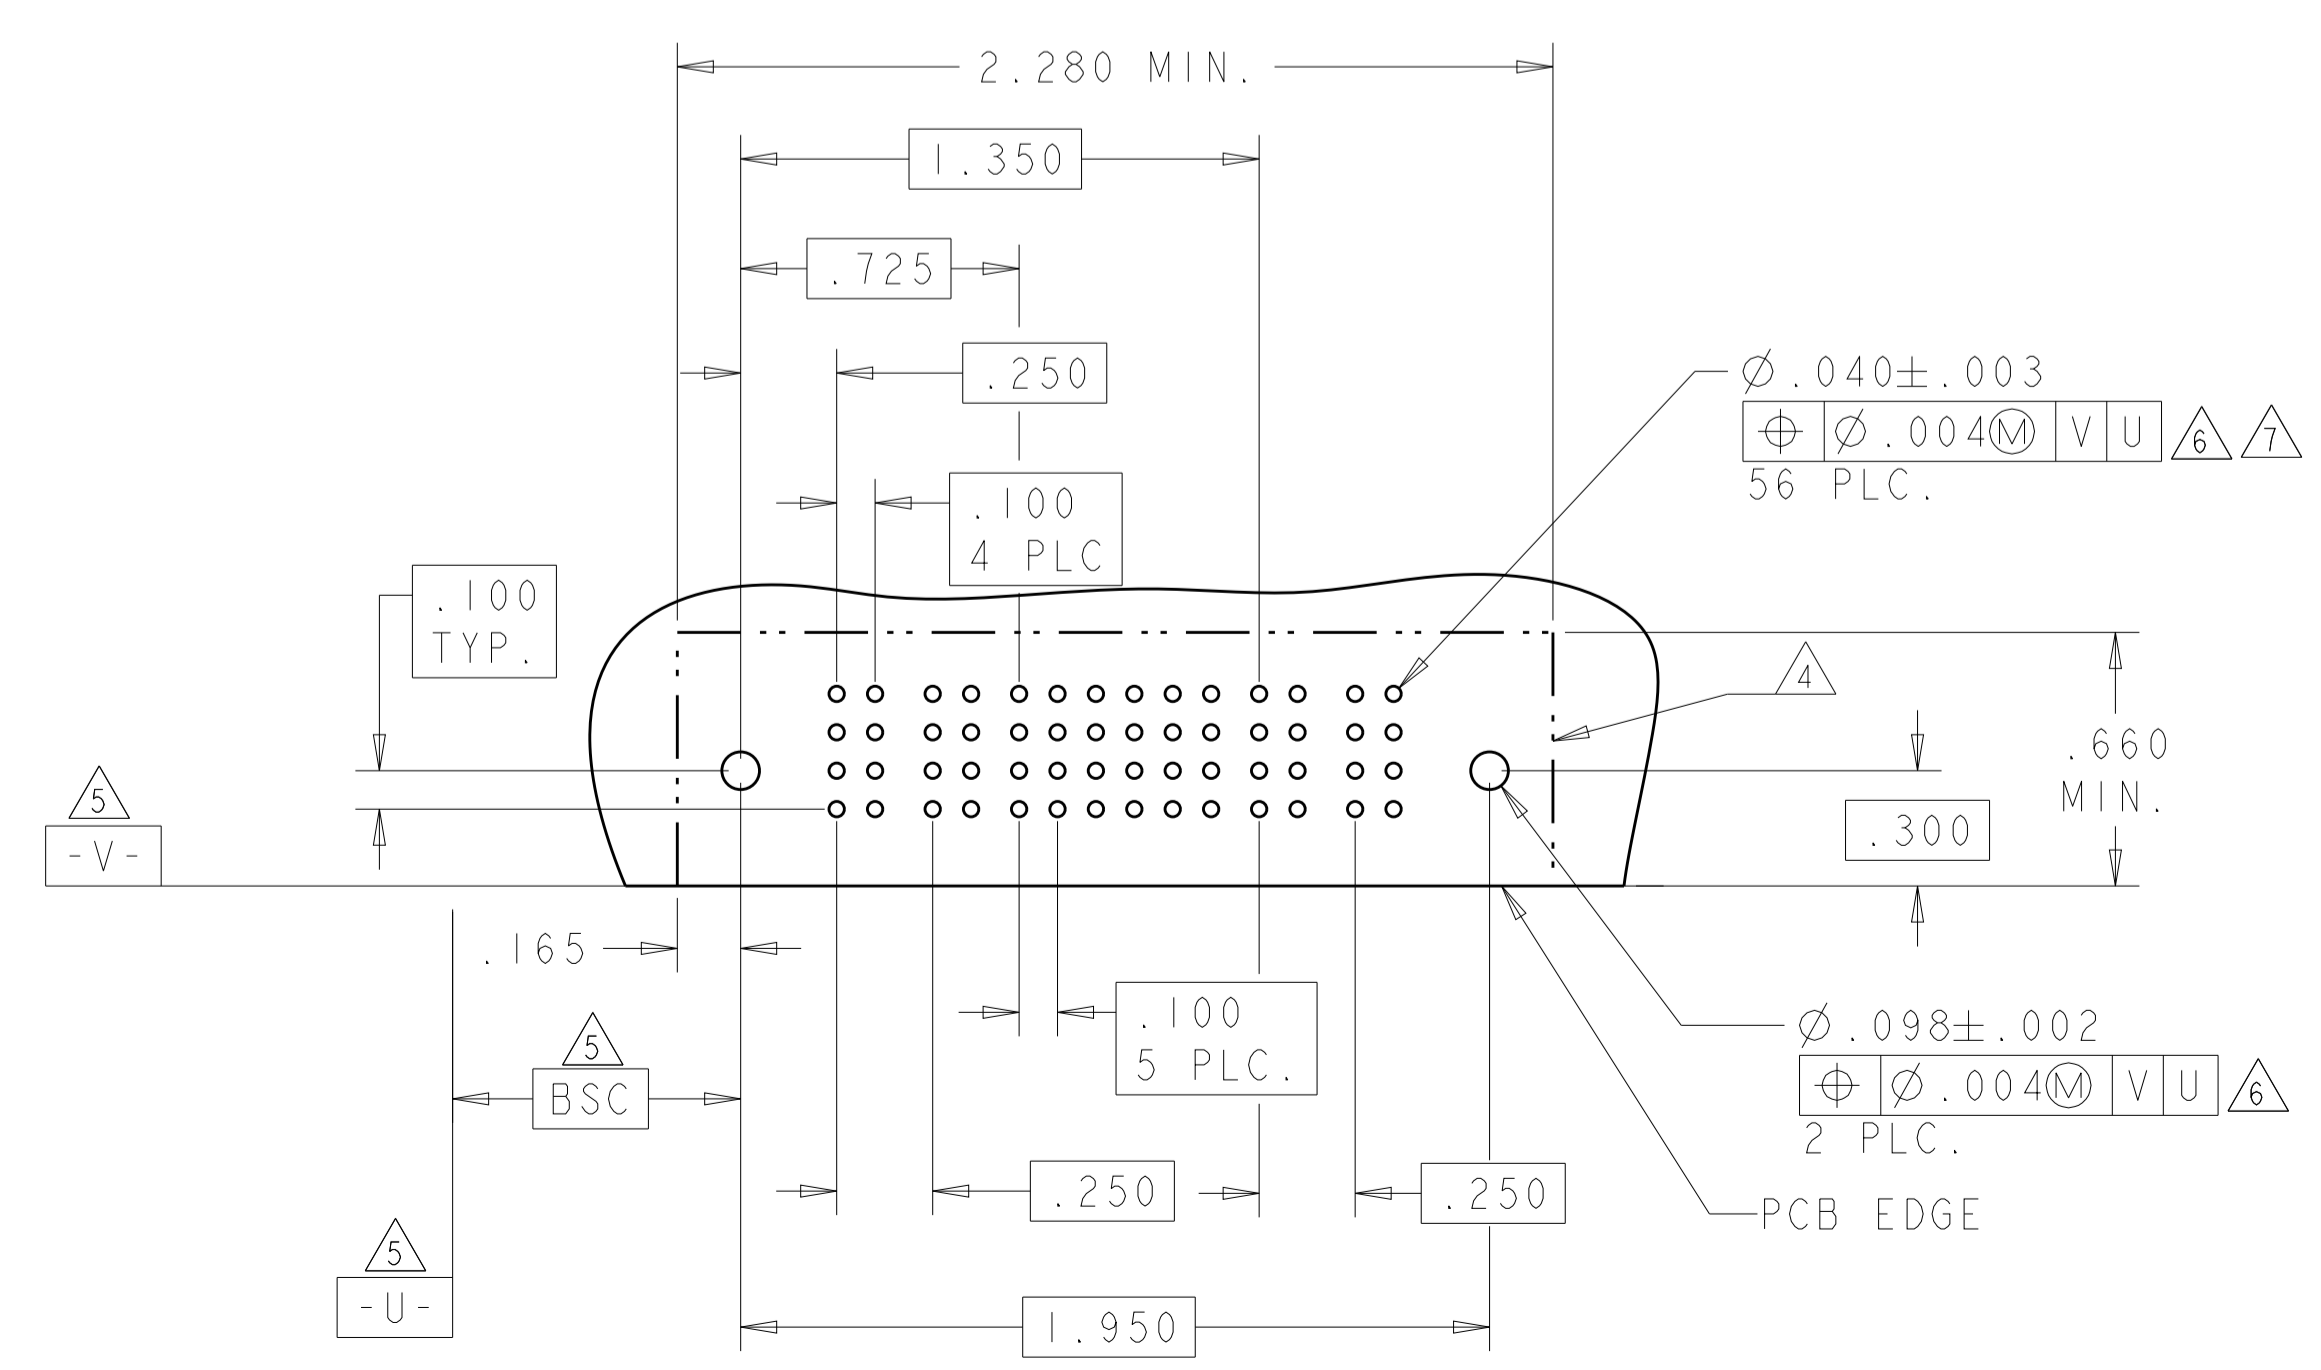 2.280 MIN.
1.350
.725
.250
.100
4 PLC
Ø.040±.003
⌖ Ø.004Ⓜ V U 6 7
56 PLC.
.100
TYP.
4
.660
MIN.
5
-V-
.300
.165
.100
5 PLC.
Ø.098±.002
⌖ Ø.004Ⓜ V U 6
2 PLC.
5
BSC
.250
.250
PCB EDGE
5
-U-
1.950